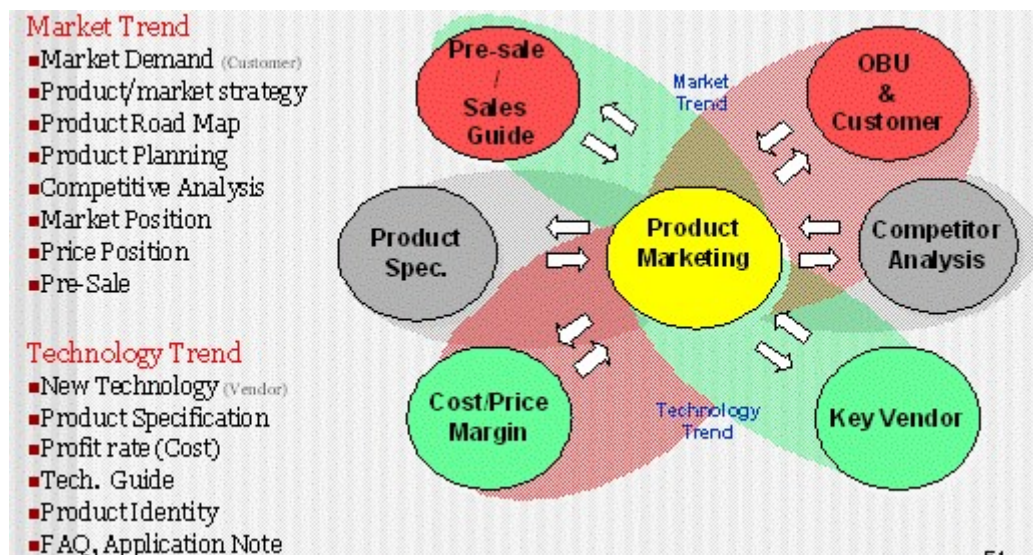 Market Trend
■Market Demand (Customer)
■Product/market strategy
■Product Road Map
■Product Planning
■Competitive Analysis
■Market Position
■Price Position
■Pre-Sale
Technology Trend
■New Technology (Vendor)
■Product Specification
■Profit rate (Cost)
■Tech. Guide
■Product Identity
■FAQ, Application Note
Pre-sale
/
Sales
Guide
Market
Trend
OBU
&
Customer
Product
Spec.
Product
Marketing
Competitor
Analysis
Cost/Price
Margin
Technology
Trend
Key Vendor